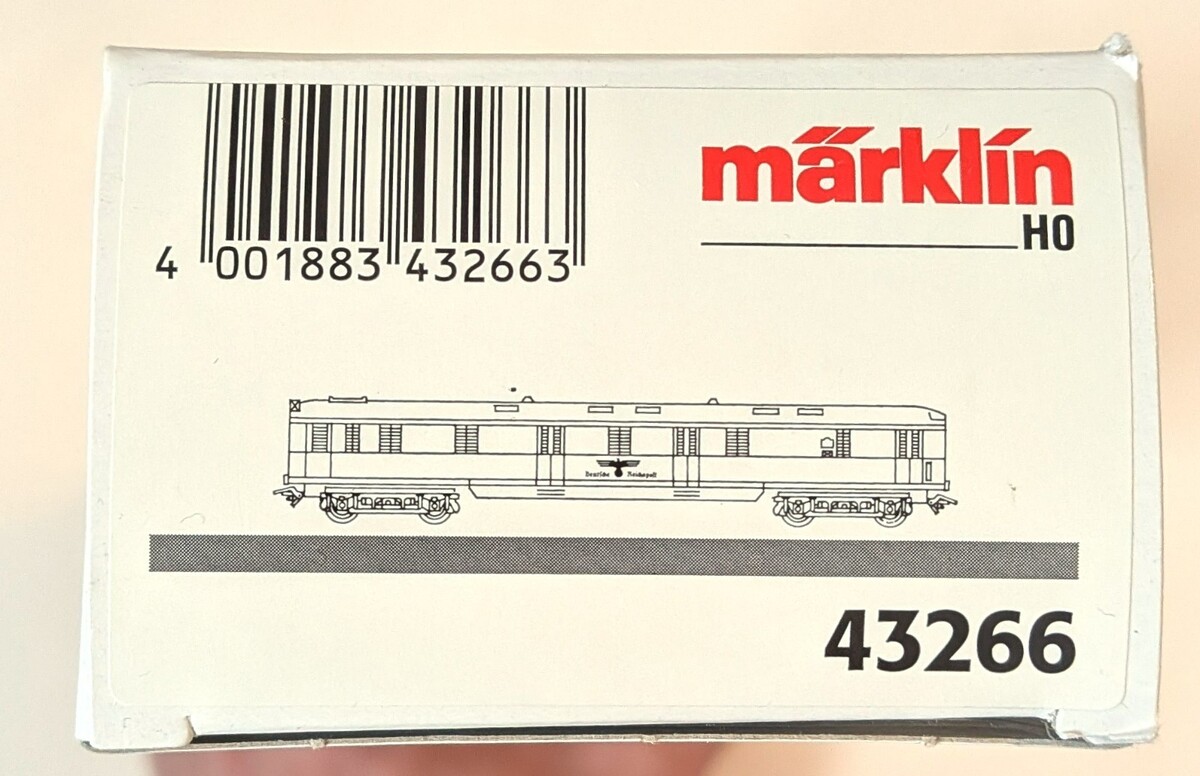 märklin
H0
4 001883 432663
Deutsche Reichspost
43266